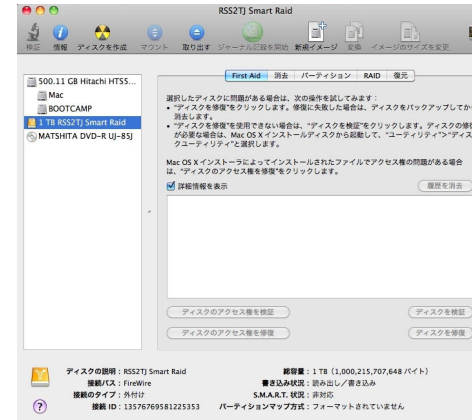 RSS2TJ Smart Raid
検証 情報 ディスクを作成 マウント 取り出す ジャーナル記録を開始 新規イメージ 変換 イメージのサイズを変更
500.11 GB Hitachi HTS5...
Mac
BOOTCAMP
1 TB RSS2TJ Smart Raid
MATSHITA DVD-R UJ-85J
First Aid 消去 パーティション RAID 復元
選択したディスクに問題がある場合は、次の操作を試してみます：
• "ディスクを修復"をクリックします。修復に失敗した場合は、ディスクをバックアップしてから
消去します。
• "ディスクを修復"を使用できない場合は、"ディスクを検証"をクリックします。ディスクの修復
が必要な場合は、Mac OS X インストールディスクから起動して、"ユーティリティ">"ディス
クユーティリティ"と選択します。
Mac OS X インストーラによってインストールされたファイルでアクセス権の問題がある場合
は、"ディスクのアクセス権を修復"をクリックします。
詳細情報を表示
履歴を消去
ディスクのアクセス権を検証
ディスクを検証
ディスクのアクセス権を修復
ディスクを修復
ディスクの説明：RSS2TJ Smart Raid
接続バス：FireWire
接続のタイプ：外付け
接続 ID：13576769581225353
総容量：1 TB（1,000,215,707,648 バイト）
書き込み状況：読み出し／書き込み
S.M.A.R.T. 状況：非対応
パーティションマップ方式：フォーマットされていません
?